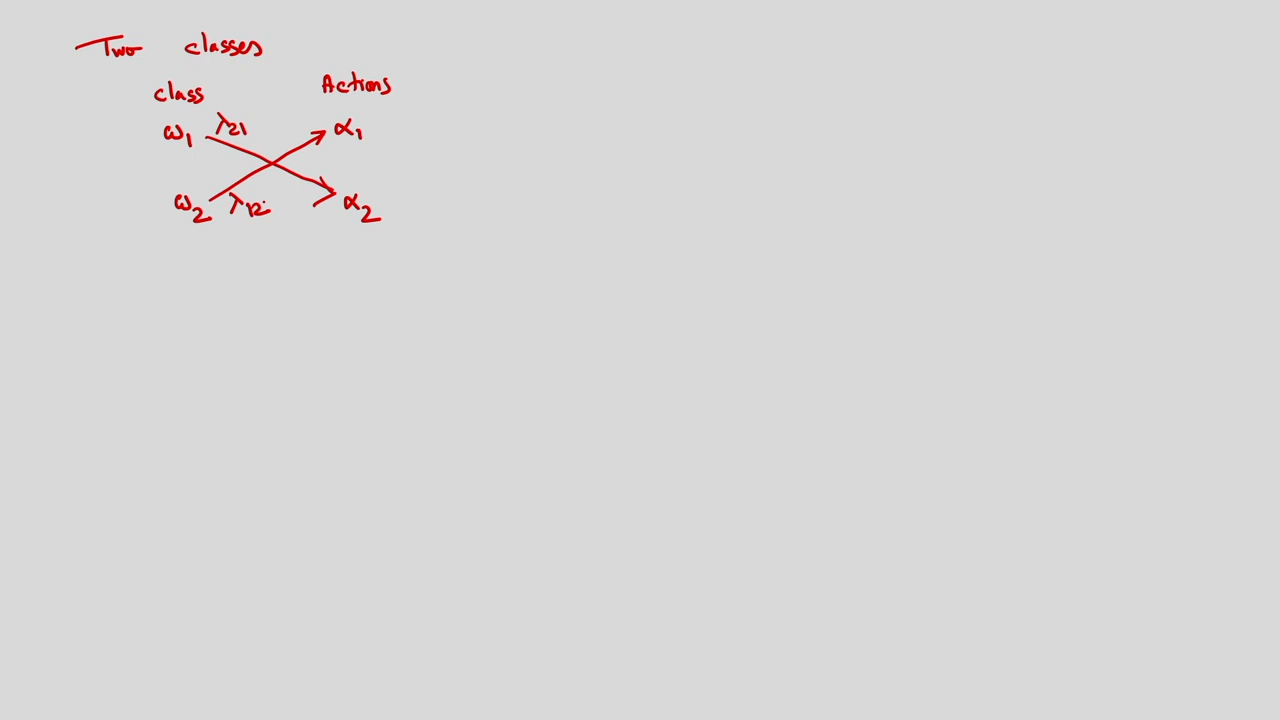 Two classes
class Actions
ω₁ λ₂₁ α₁
ω₂ λ₁₂ α₂